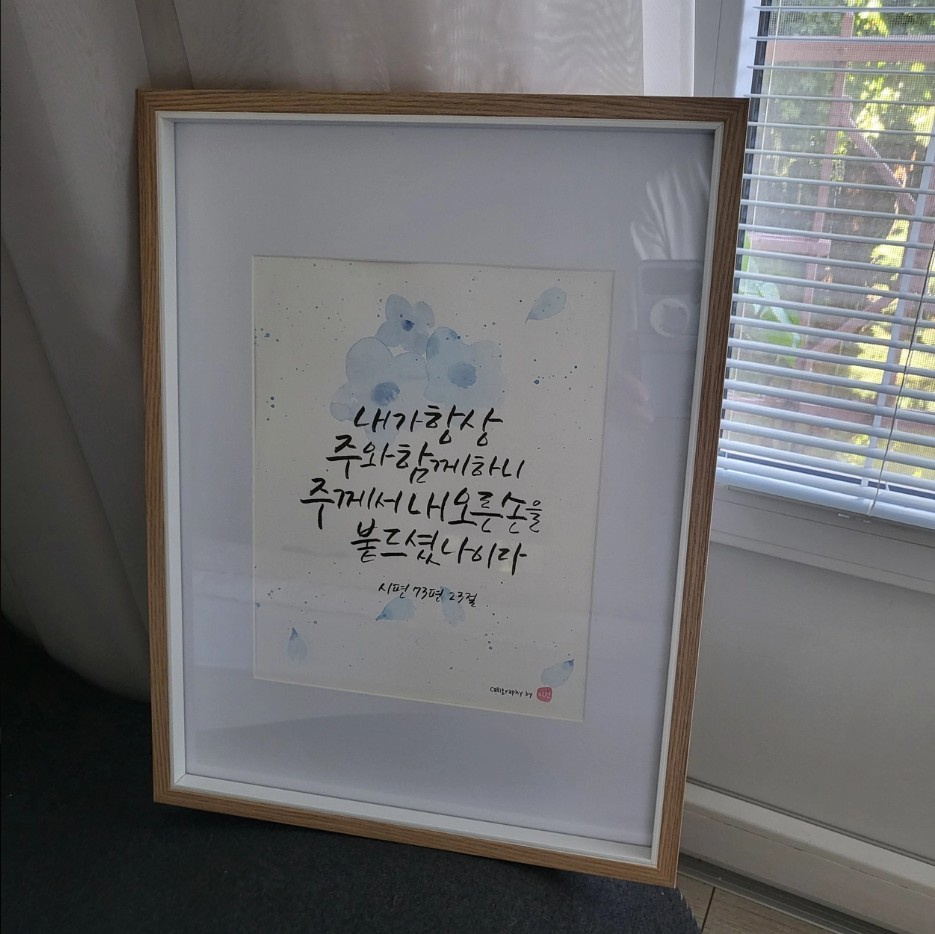 내가 항상
주와 함께 하니
주께서 내 오른손을
붙드셨나이다
시편 73편 23절
Calligraphy by